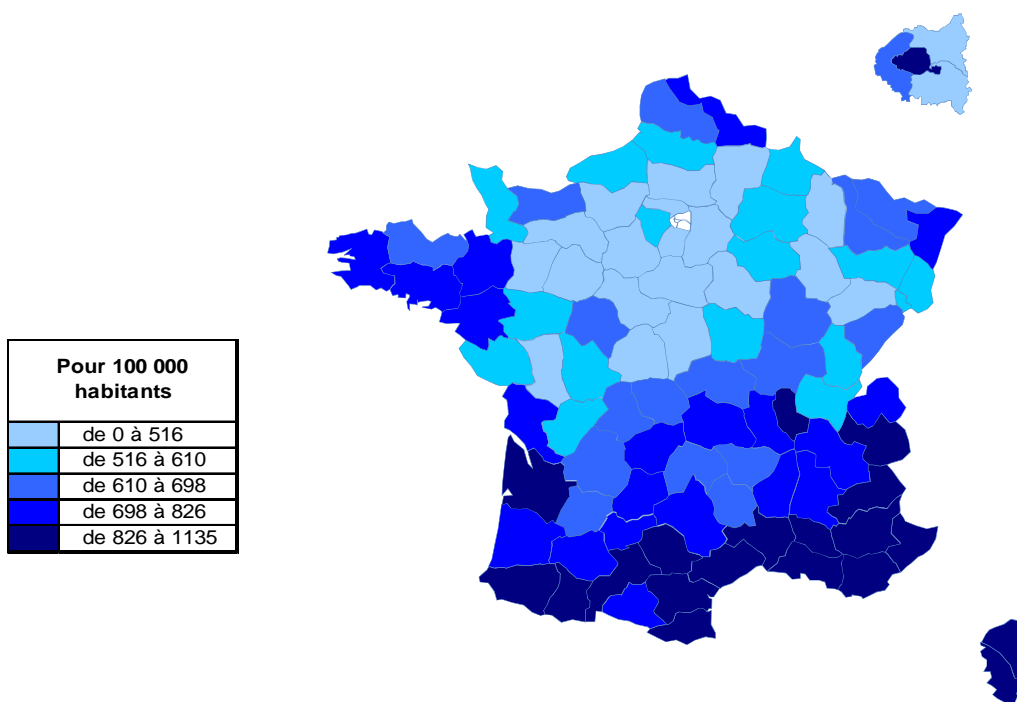 Pour 100 000
habitants
de 0 à 516
de 516 à 610
de 610 à 698
de 698 à 826
de 826 à 1135